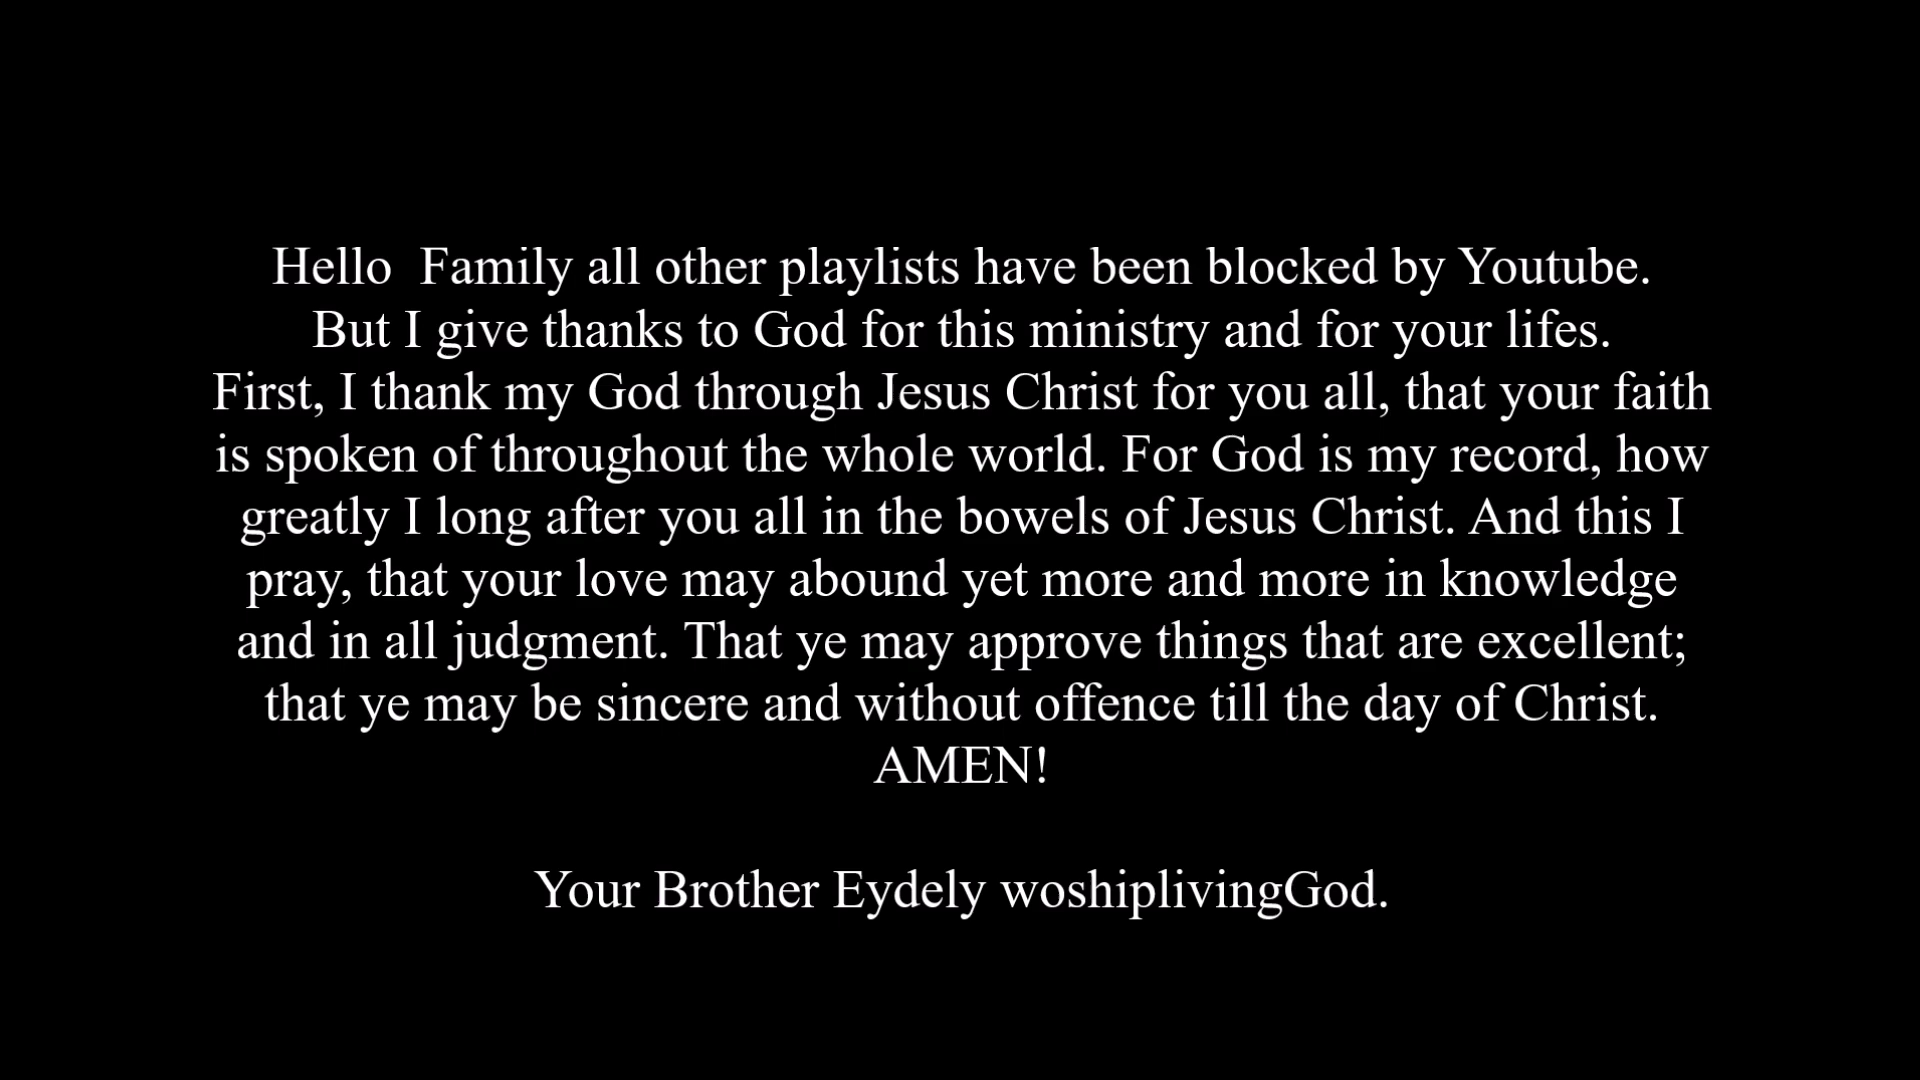 Hello  Family all other playlists have been blocked by Youtube.
But I give thanks to God for this ministry and for your lifes.
First, I thank my God through Jesus Christ for you all, that your faith
is spoken of throughout the whole world. For God is my record, how
greatly I long after you all in the bowels of Jesus Christ. And this I
pray, that your love may abound yet more and more in knowledge
and in all judgment. That ye may approve things that are excellent;
that ye may be sincere and without offence till the day of Christ.
AMEN!
Your Brother Eydely woshiplivingGod.